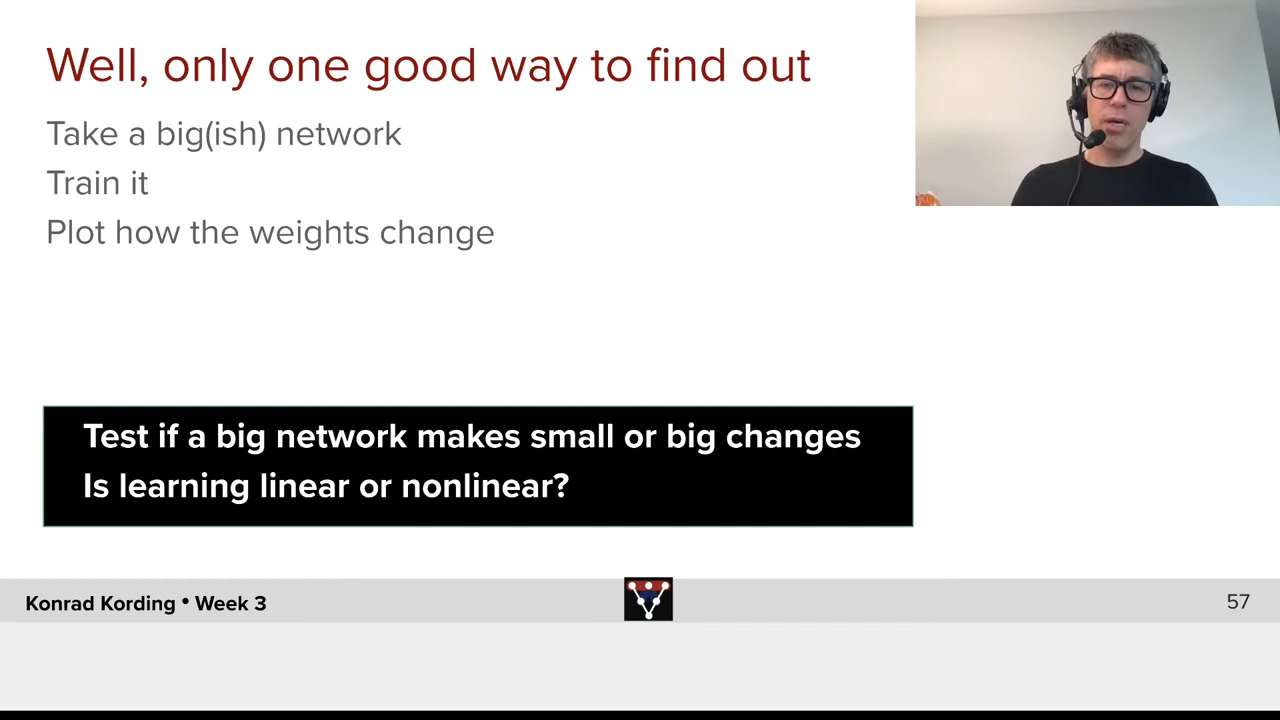 Well, only one good way to find out
Take a big(ish) network
Train it
Plot how the weights change
Test if a big network makes small or big changes
Is learning linear or nonlinear?
Konrad Kording • Week 3
57